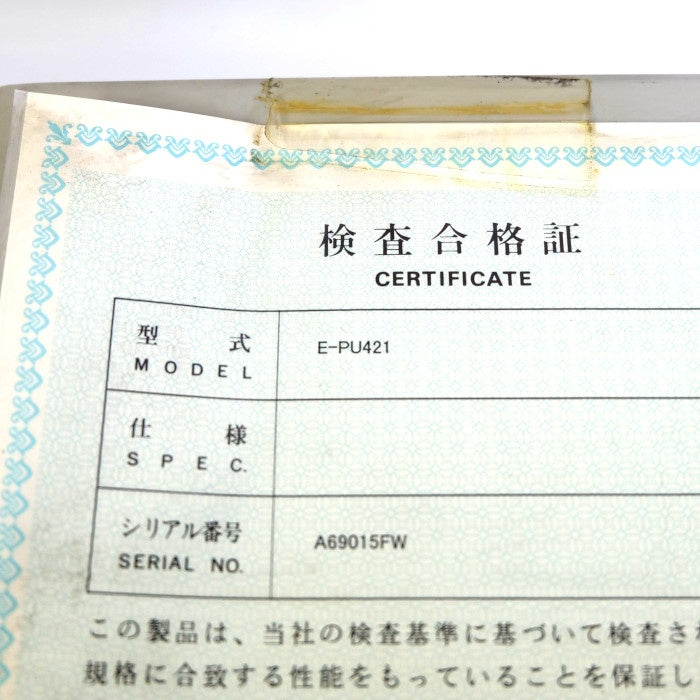 検査合格証
CERTIFICATE
型式 E-PU421
MODEL
仕様
SPEC.
シリアル番号 A69015FW
SERIAL NO.
この製品は、当社の検査基準に基づいて検査さ
規格に合致する性能をもっていることを保証し